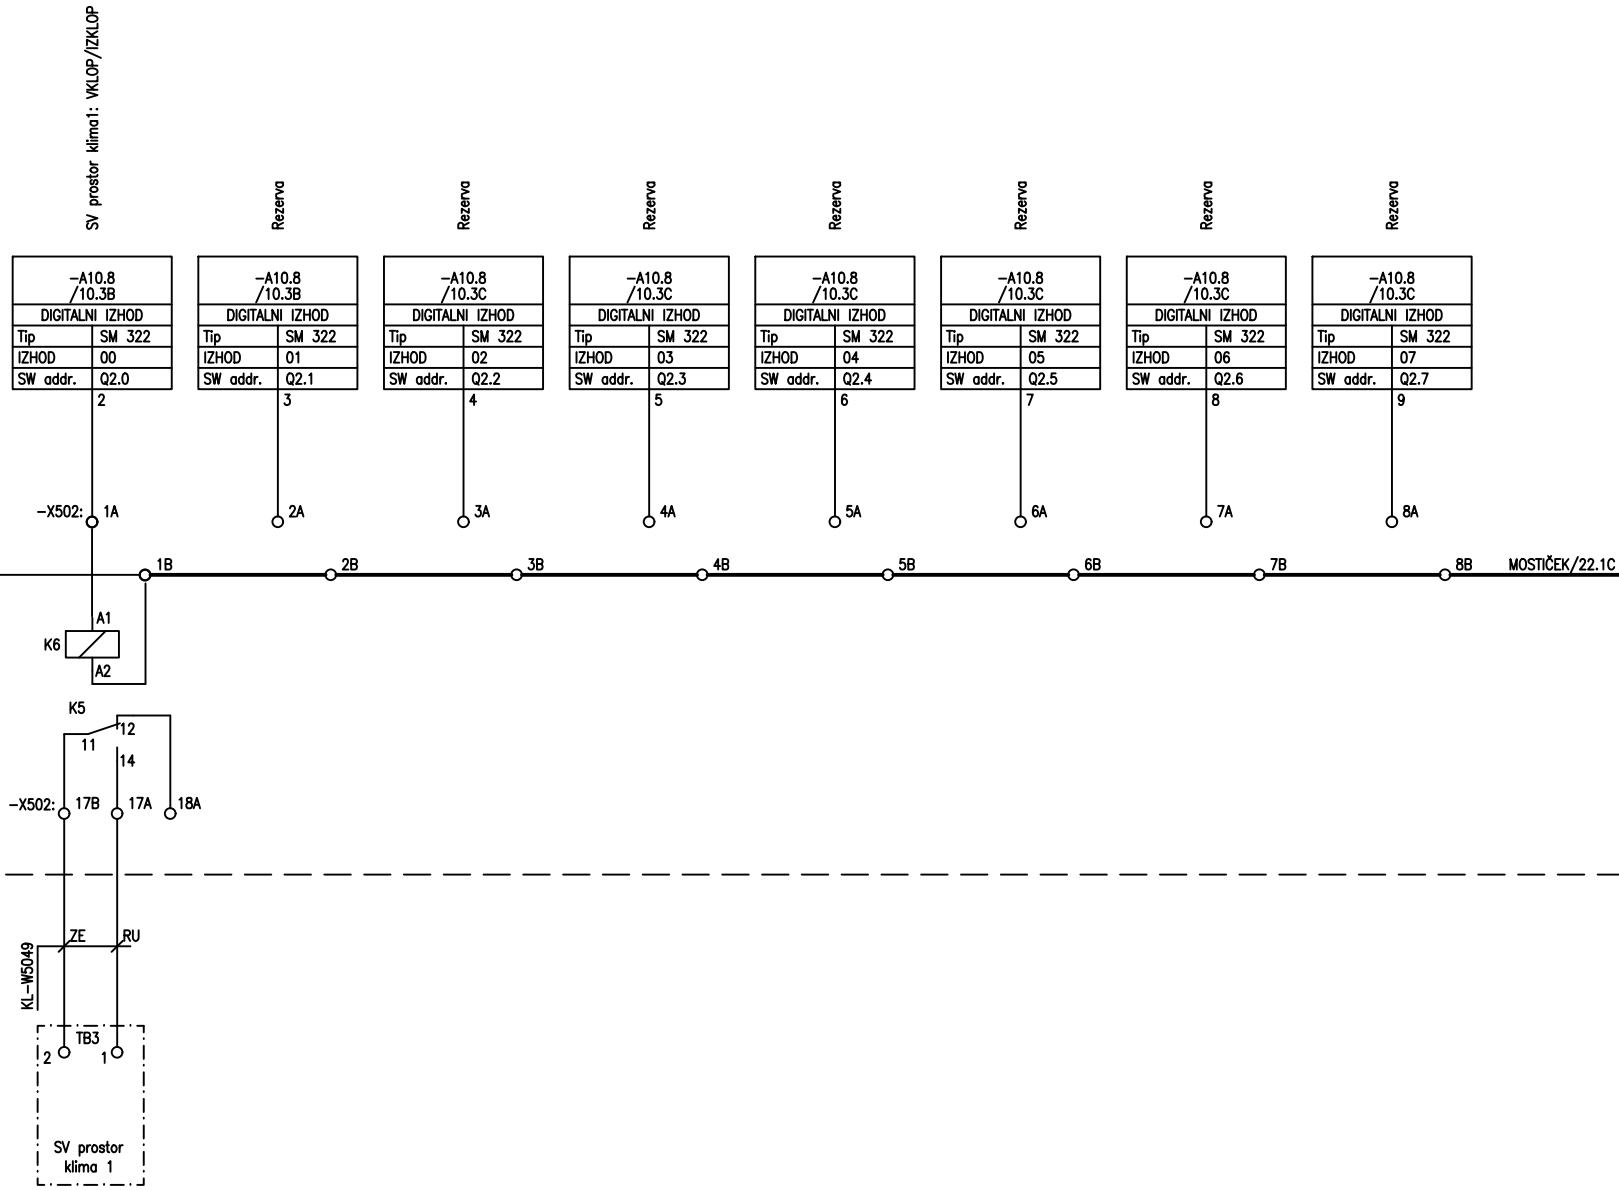 SV prostor klima1: VKLOP/IZKLOP
Rezerva
Rezerva
Rezerva
Rezerva
Rezerva
Rezerva
Rezerva
-A10.8
/10.3B
DIGITALNI IZHOD
Tip SM 322
IZHOD 00
SW addr. Q2.0
2
-A10.8
/10.3B
DIGITALNI IZHOD
Tip SM 322
IZHOD 01
SW addr. Q2.1
3
-A10.8
/10.3C
DIGITALNI IZHOD
Tip SM 322
IZHOD 02
SW addr. Q2.2
4
-A10.8
/10.3C
DIGITALNI IZHOD
Tip SM 322
IZHOD 03
SW addr. Q2.3
5
-A10.8
/10.3C
DIGITALNI IZHOD
Tip SM 322
IZHOD 04
SW addr. Q2.4
6
-A10.8
/10.3C
DIGITALNI IZHOD
Tip SM 322
IZHOD 05
SW addr. Q2.5
7
-A10.8
/10.3C
DIGITALNI IZHOD
Tip SM 322
IZHOD 06
SW addr. Q2.6
8
-A10.8
/10.3C
DIGITALNI IZHOD
Tip SM 322
IZHOD 07
SW addr. Q2.7
9
-X502: 1A 2A 3A 4A 5A 6A 7A 8A
1B 2B 3B 4B 5B 6B 7B 8B MOSTIČEK/22.1C
A1
K6
A2
K5
12
11
14
-X502: 17B 17A 18A
ZE RU
KL-W5049
TB3
2 1
SV prostor
klima 1